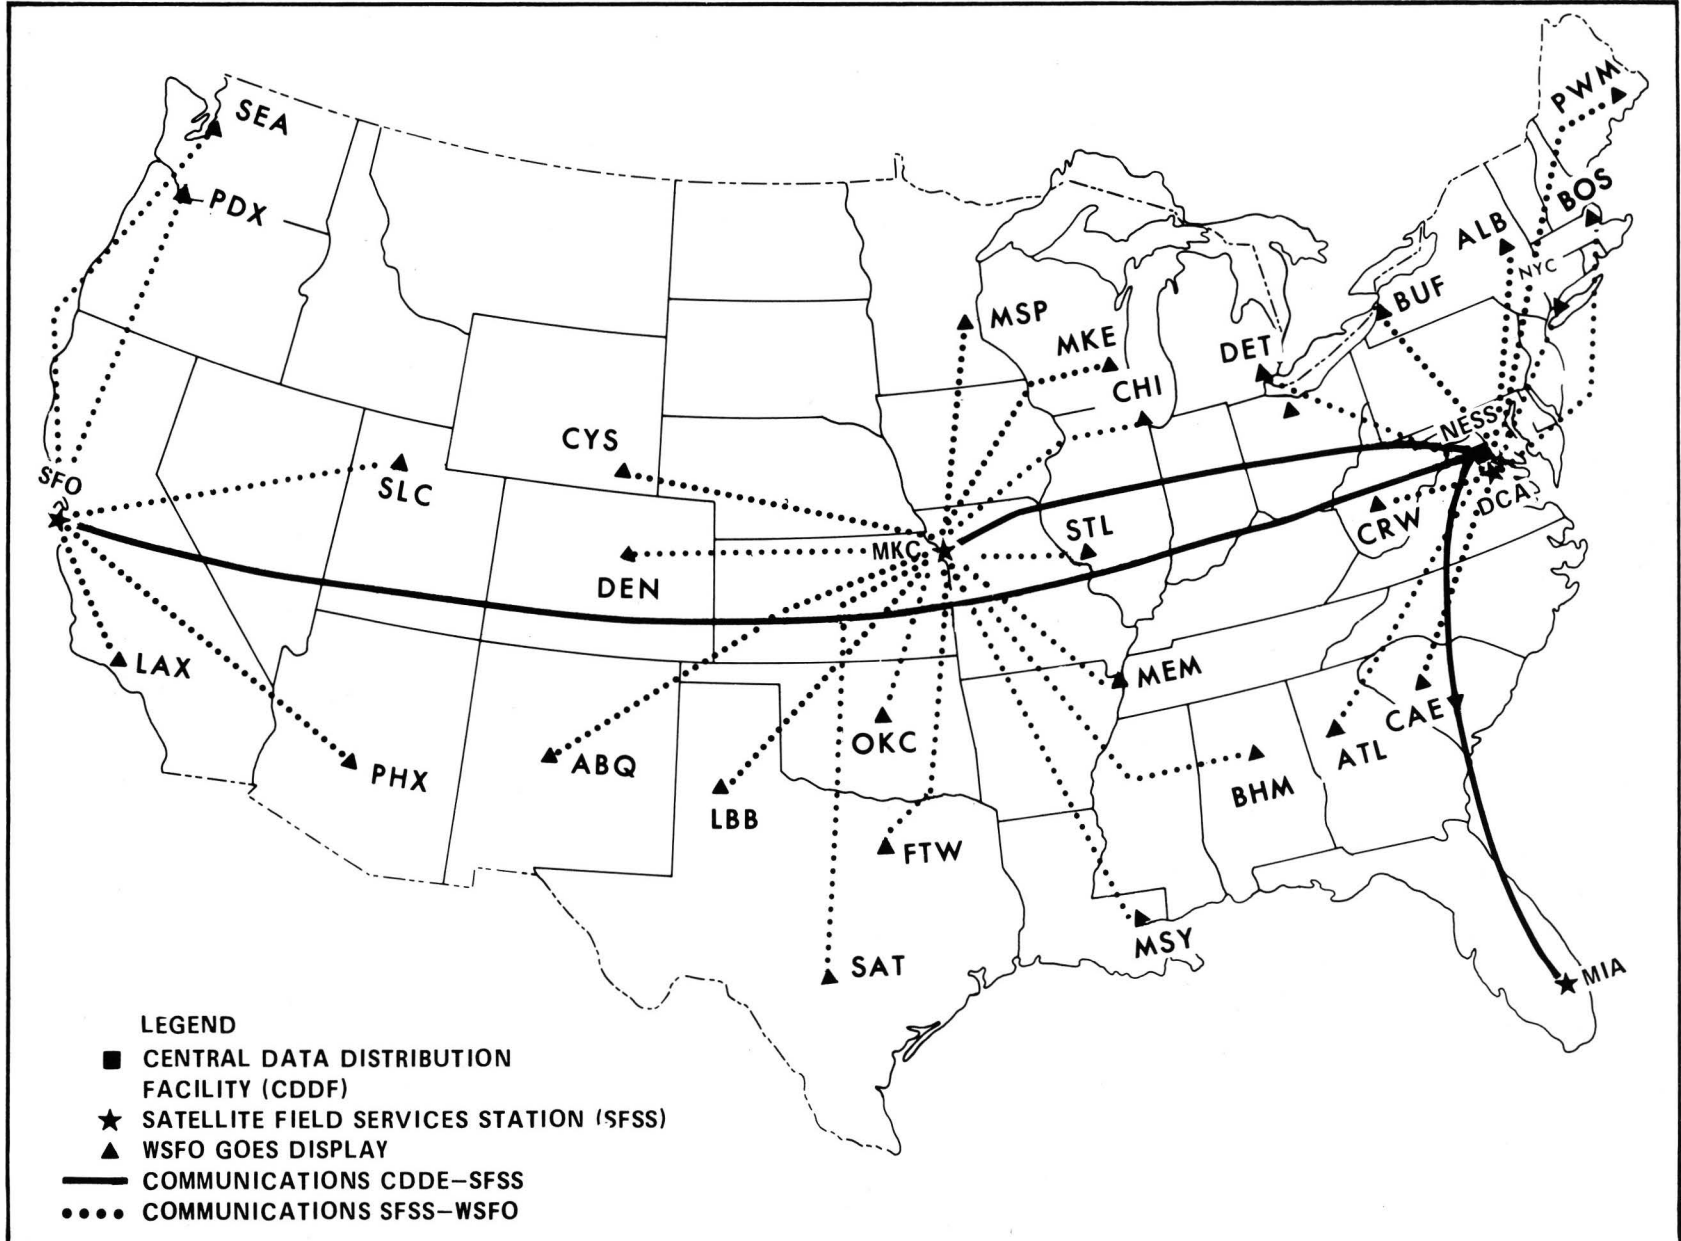 PWM
SEA
BOS
PDX
ALB
NYC
BUF
MSP
MKE
DET
CHI
NESS
CYS
SFO
SLC
DCA
CRW
STL
MKC
DEN
LAX
MEM
CAE
OKC
ATL
ABQ
PHX
BHM
LBB
FTW
MSY
SAT
MIA
LEGEND
CENTRAL DATA DISTRIBUTION
FACILITY (CDDF)
SATELLITE FIELD SERVICES STATION (SFSS)
WSFO GOES DISPLAY
COMMUNICATIONS CDDE–SFSS
COMMUNICATIONS SFSS–WSFO